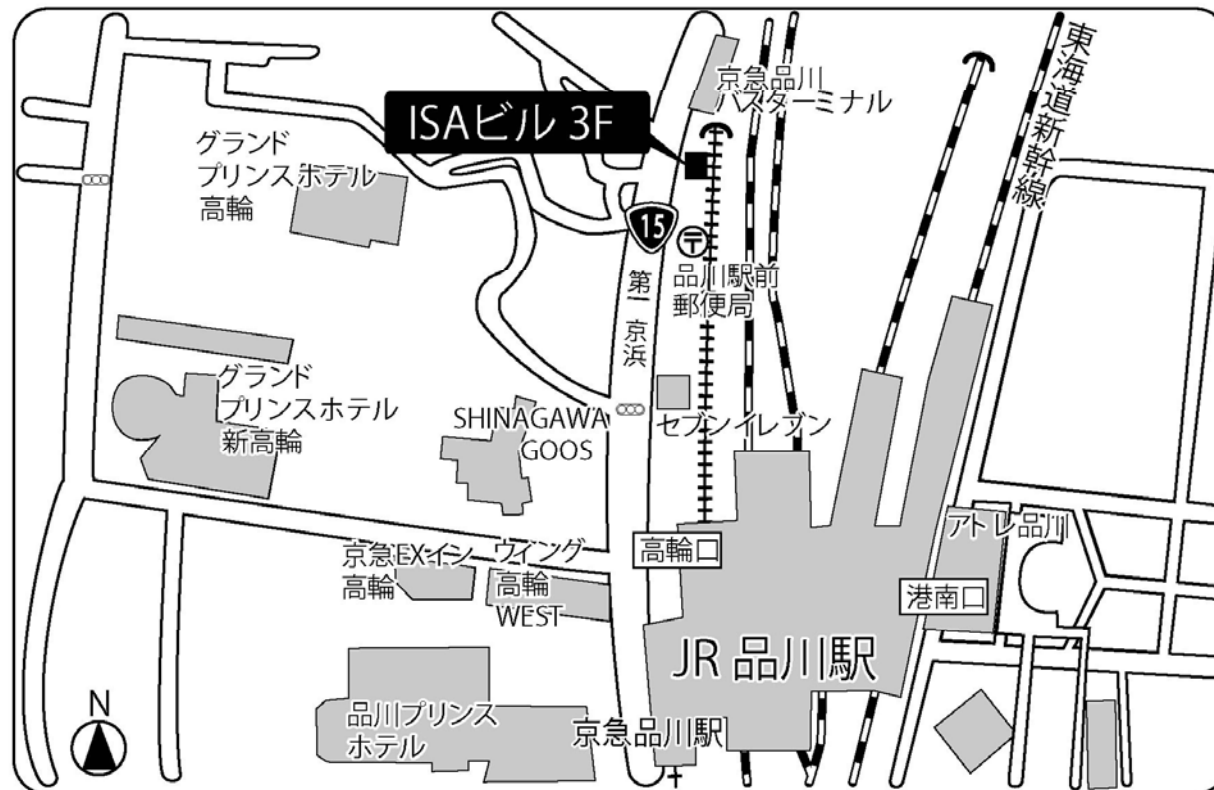 京急品川
バスターミナル
東海道新幹線
ISAビル 3F
グランド
プリンスホテル
高輪
15
〒
品川駅前
郵便局
第一京浜
グランド
プリンスホテル
新高輪
SHINAGAWA
GOOS
セブンイレブン
アトレ品川
高輪口
京急EXイン
高輪
ウイング
高輪
WEST
港南口
JR 品川駅
N
品川プリンス
ホテル
京急品川駅